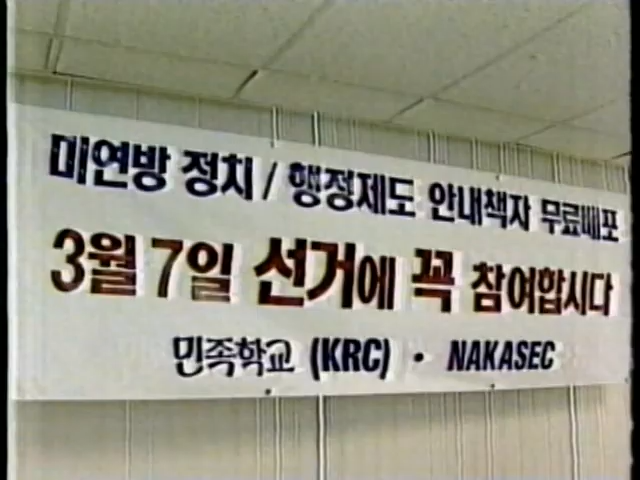 미연방 정치 / 행정제도 안내책자 무료배포
3월 7일 선거에 꼭 참여합시다
민족학교 (KRC) • NAKASEC